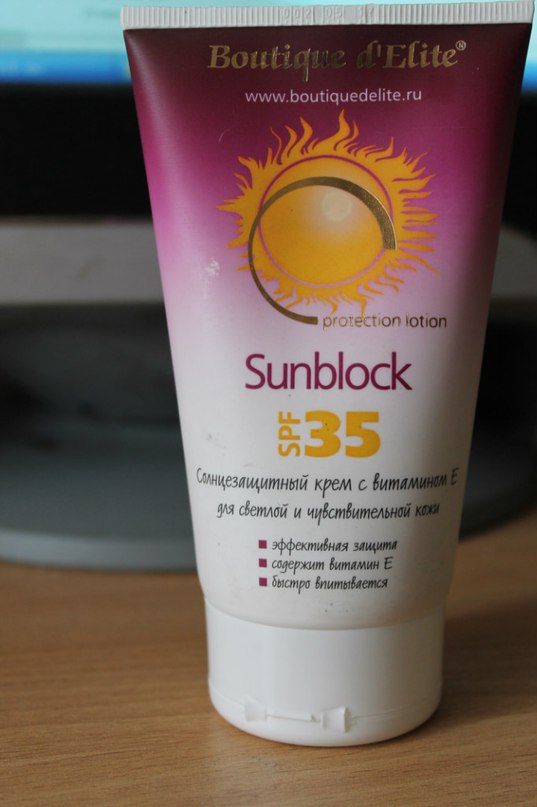 Boutique d'Elite®
www.boutiquedelite.ru
protection lotion
Sunblock
SPF 35
Солнцезащитный крем с витамином Е
для светлой и чувствительной кожи
эффективная защита
содержит витамин Е
быстро впитывается